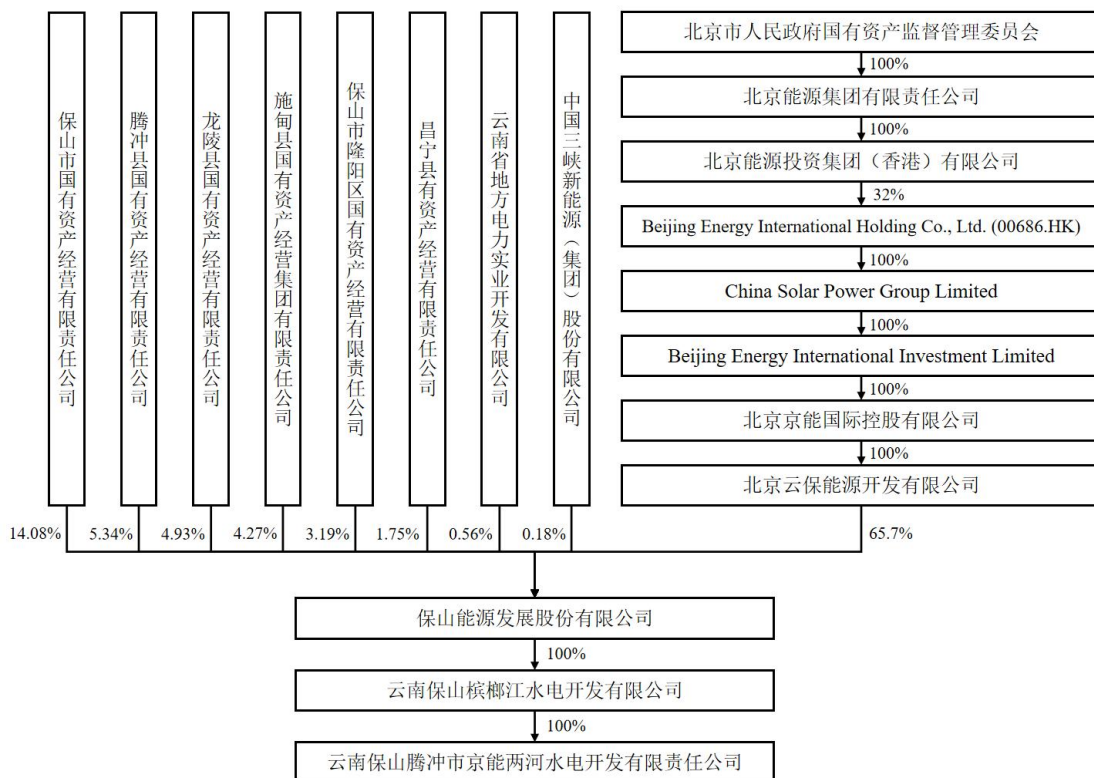 保山市国有资产经营有限责任公司
腾冲县国有资产经营有限责任公司
龙陵县国有资产经营有限责任公司
施甸县国有资产经营集团有限责任公司
保山市隆阳区国有资产经营有限责任公司
昌宁县有资产经营有限责任公司
云南省地方电力实业开发有限公司
中国三峡新能源（集团）股份有限公司
北京市人民政府国有资产监督管理委员会
100%
北京能源集团有限责任公司
100%
北京能源投资集团（香港）有限公司
32%
Beijing Energy International Holding Co., Ltd. (00686.HK)
100%
China Solar Power Group Limited
100%
Beijing Energy International Investment Limited
100%
北京京能国际控股有限公司
100%
北京云保能源开发有限公司
14.08%
5.34%
4.93%
4.27%
3.19%
1.75%
0.56%
0.18%
65.7%
保山能源发展股份有限公司
100%
云南保山槟榔江水电开发有限公司
100%
云南保山腾冲市京能两河水电开发有限责任公司